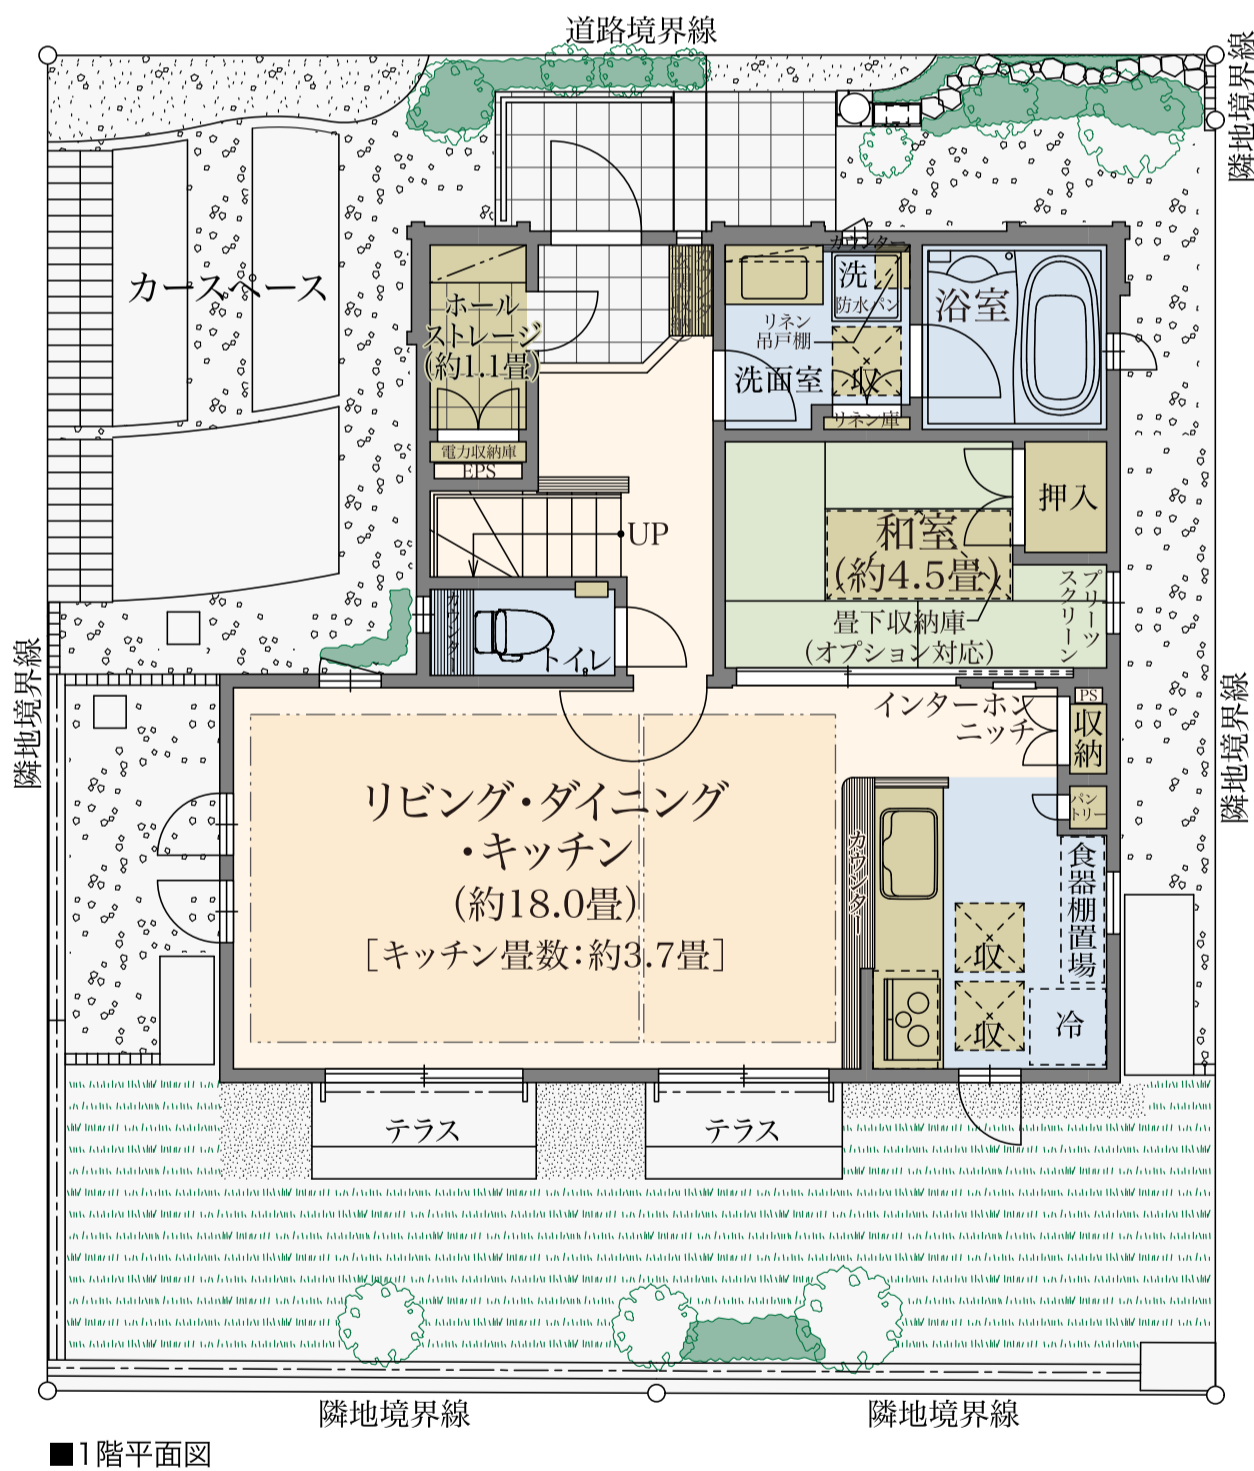 道路境界線
隣地境界線
カースペース
ホール
ストレージ
(約1.1畳)
電力収納庫
EPS
カウンター
洗
防水パン
リネン
吊戸棚
洗面室
収
リネン庫
浴室
押入
和室
(約4.5畳)
畳下収納庫
(オプション対応)
プリーツ
スクリーン
UP
カウンター
トイレ
隣地境界線
隣地境界線
インターホン
ニッチ
PS
収納
パン
トリー
リビング・ダイニング
・キッチン
(約18.0畳)
[キッチン畳数:約3.7畳]
カウンター
食器棚置場
収
収
冷
テラス
テラス
隣地境界線
隣地境界線
■1階平面図